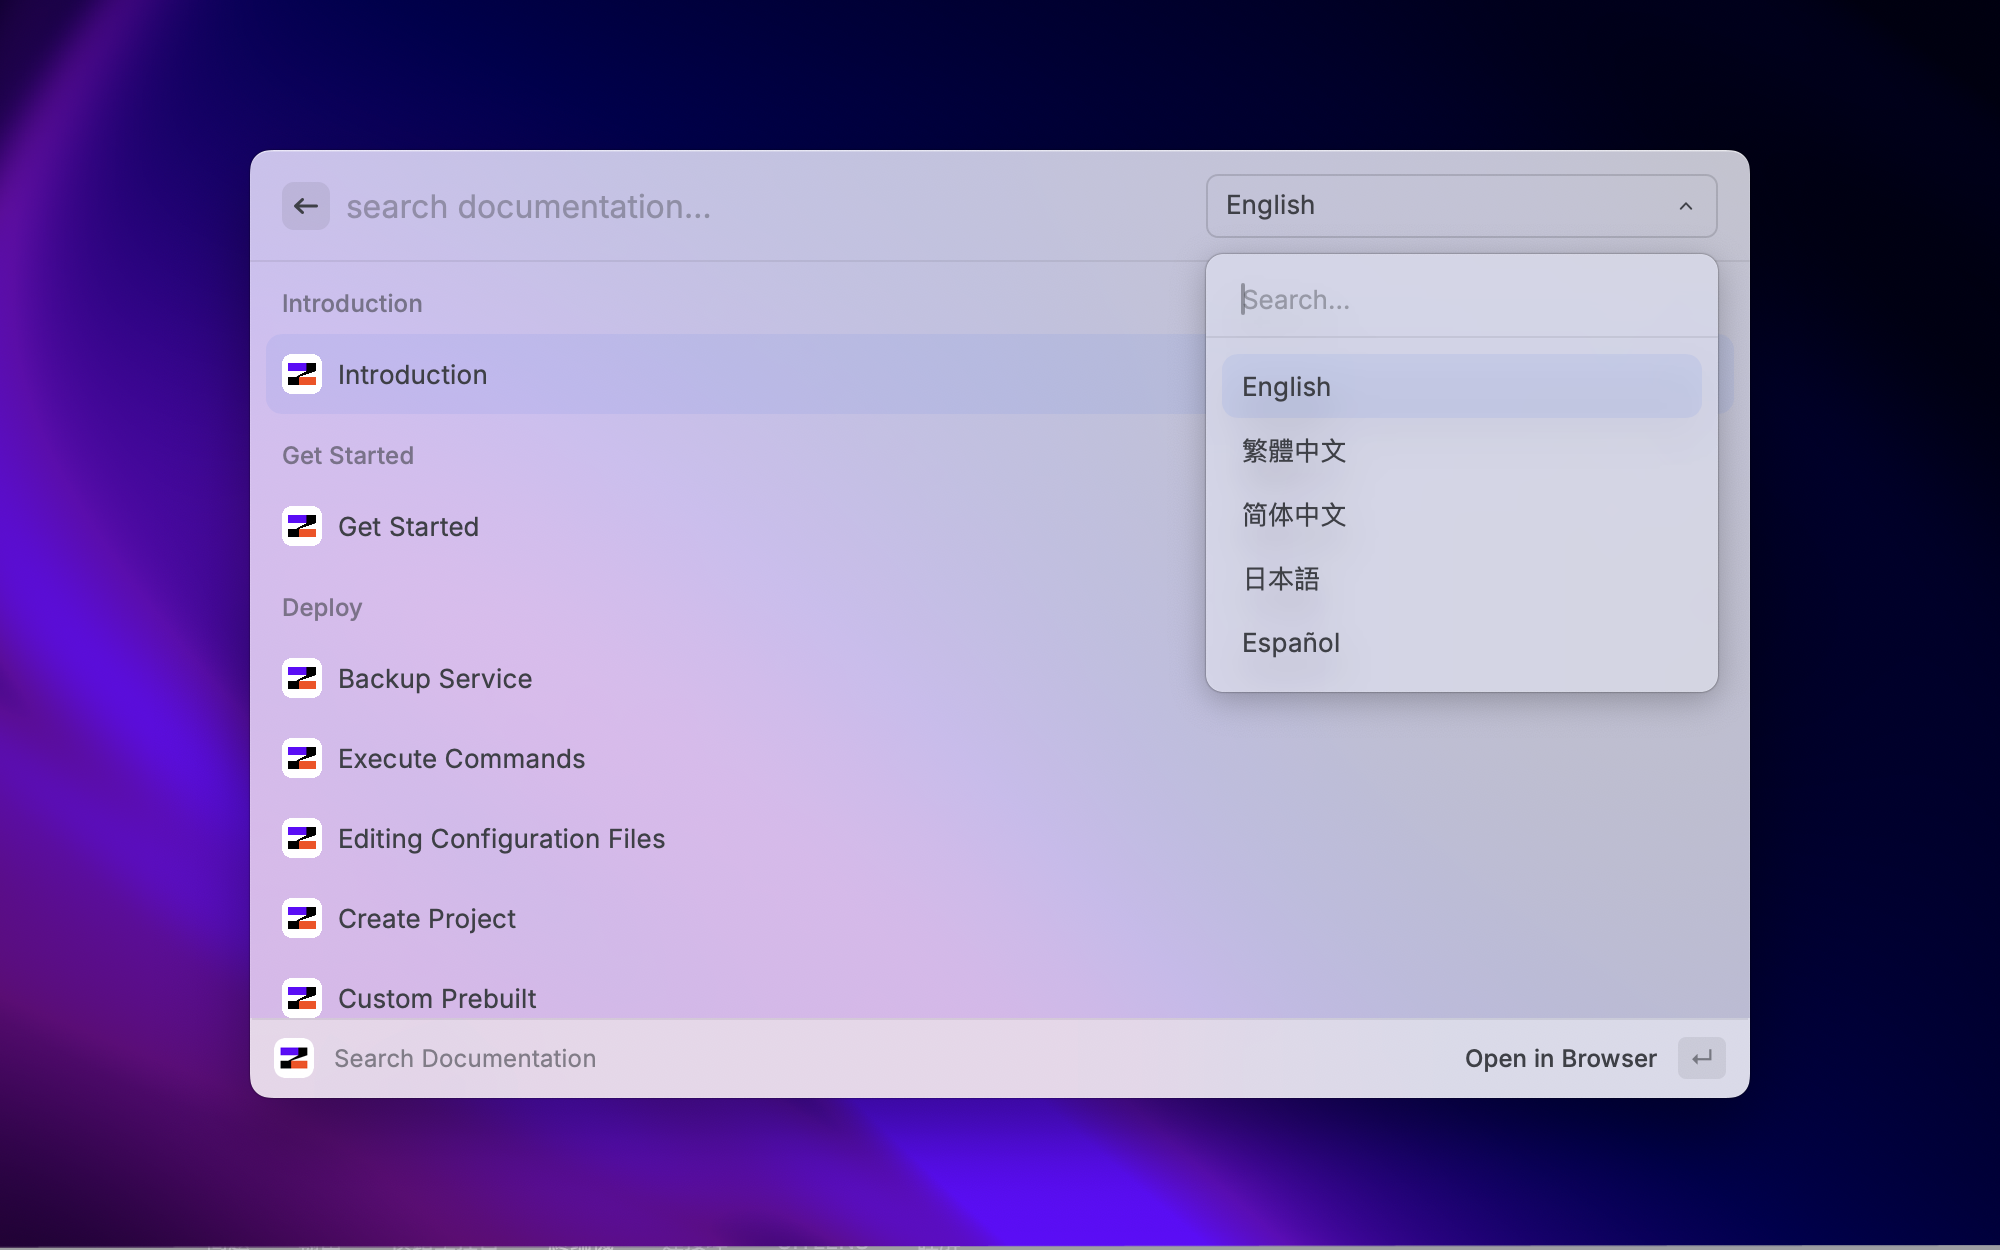 search documentation...
English
Search...
English
繁體中文
简体中文
日本語
Español
Introduction
Introduction
Get Started
Get Started
Deploy
Backup Service
Execute Commands
Editing Configuration Files
Create Project
Custom Prebuilt
Search Documentation
Open in Browser